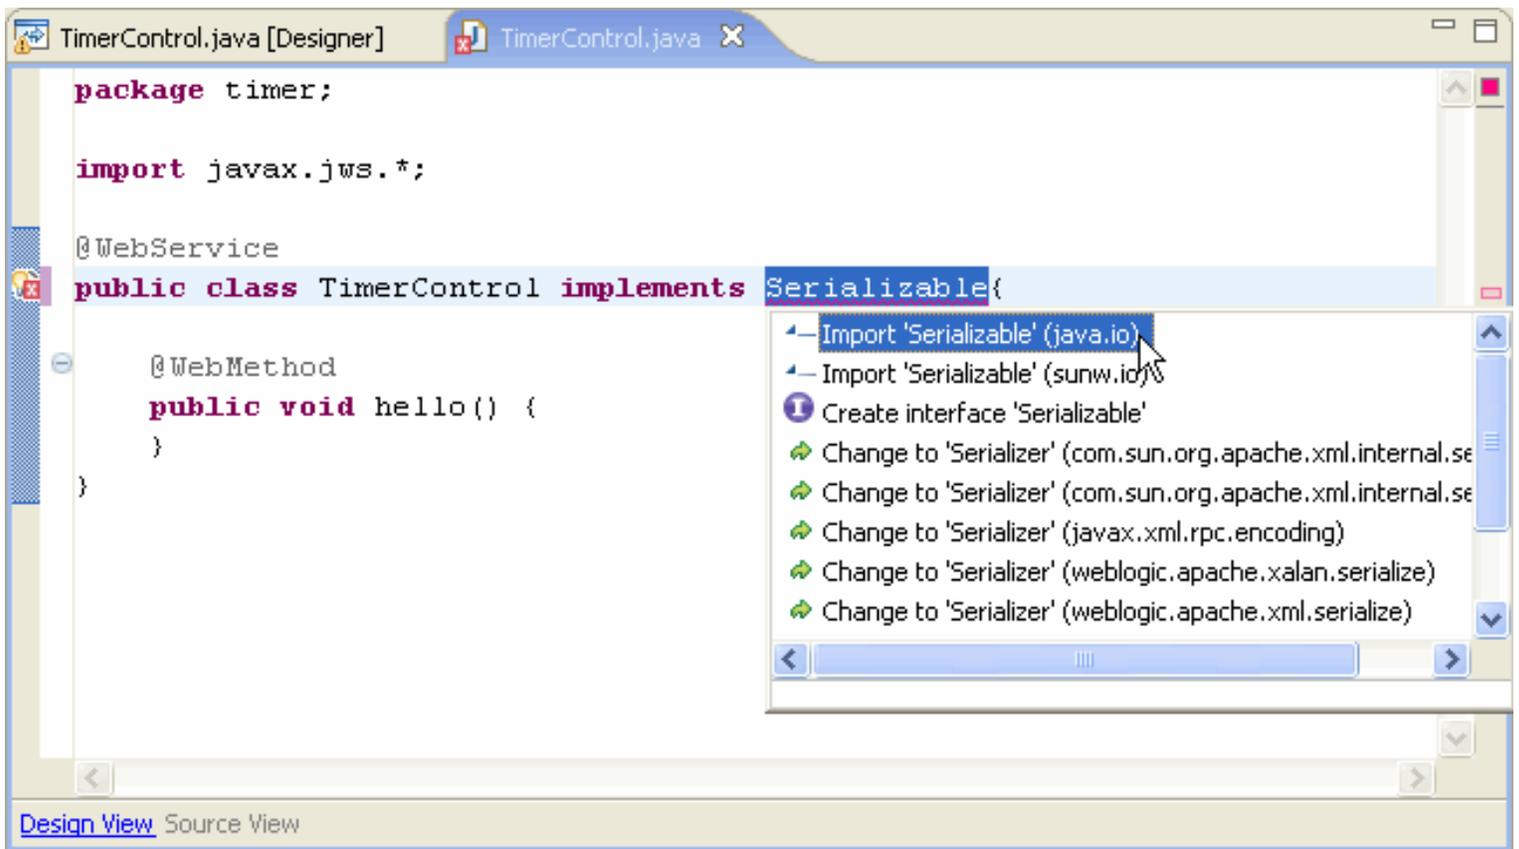 TimerControl.java [Designer] TimerControl.java
package timer;
import javax.jws.*;
@WebService
public class TimerControl implements Serializable{
@WebMethod
public void hello() {
}
}
Import 'Serializable' (java.io)
Import 'Serializable' (sunw.io)
Create interface 'Serializable'
Change to 'Serializer' (com.sun.org.apache.xml.internal.se
Change to 'Serializer' (com.sun.org.apache.xml.internal.se
Change to 'Serializer' (javax.xml.rpc.encoding)
Change to 'Serializer' (weblogic.apache.xalan.serialize)
Change to 'Serializer' (weblogic.apache.xml.serialize)
Design View Source View